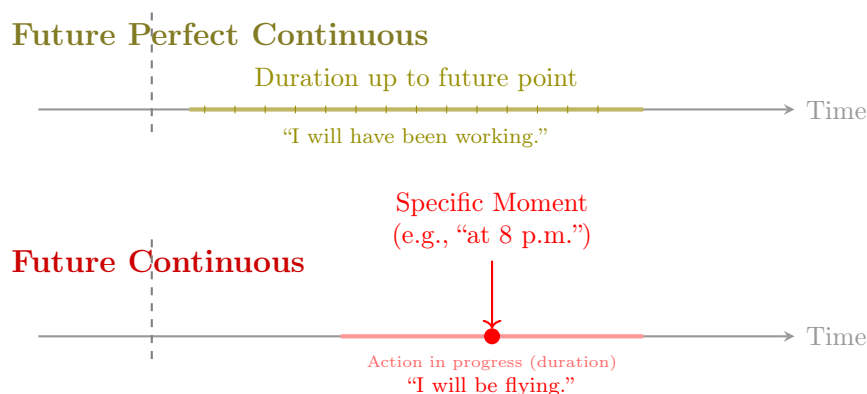 Future Perfect Continuous
Duration up to future point
Time
“I will have been working.”
Specific Moment
(e.g., “at 8 p.m.”)
Future Continuous
Time
Action in progress (duration)
“I will be flying.”